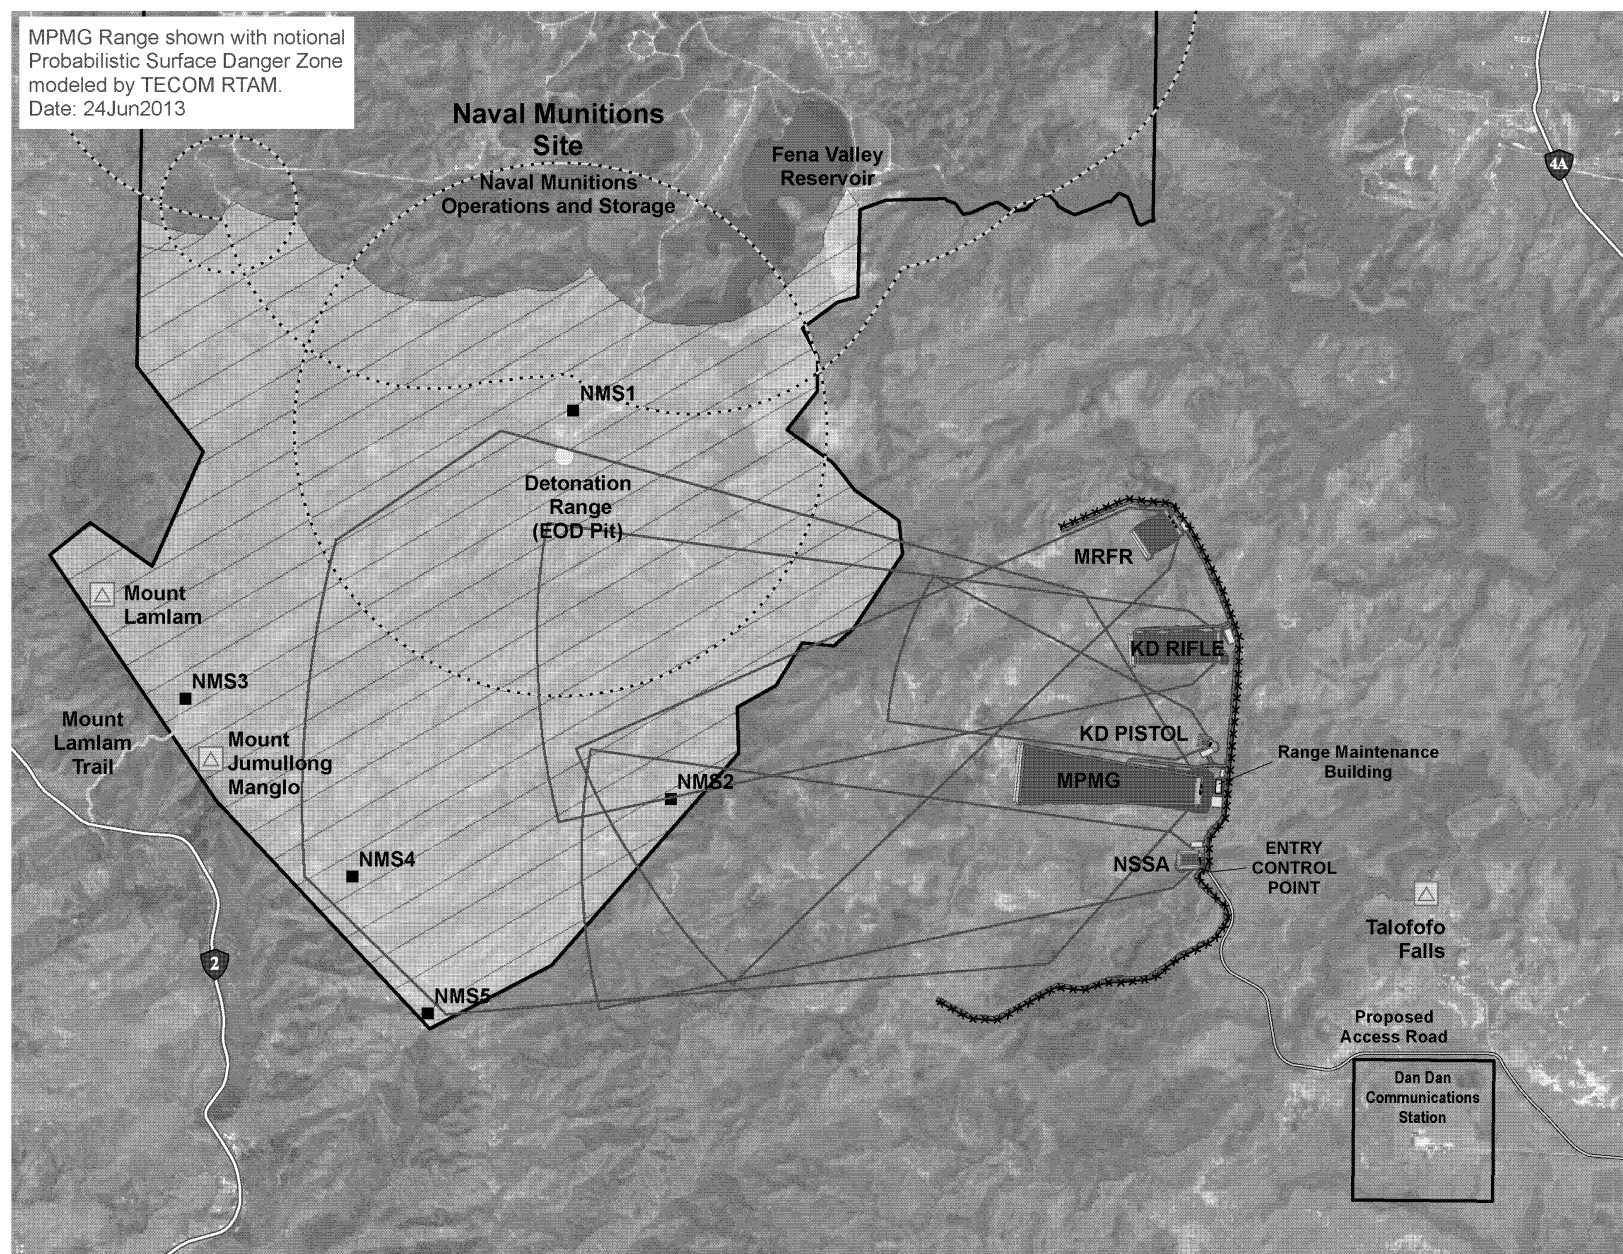 MPMG Range shown with notional
Probabilistic Surface Danger Zone
modeled by TECOM RTAM.
Date: 24Jun2013
Naval Munitions
Site
Naval Munitions
Operations and Storage
Fena Valley
Reservoir
4A
NMS1
Detonation
Range
(EOD Pit)
MRFR
Mount
Lamlam
KD RIFLE
NMS3
Mount
Lamlam
Trail
Mount
Jumullong
Manglo
KD PISTOL
Range Maintenance
Building
NMS2
MPMG
NMS4
NSSA
ENTRY
CONTROL
POINT
Talofofo
Falls
2
NMS5
Proposed
Access Road
Dan Dan
Communications
Station